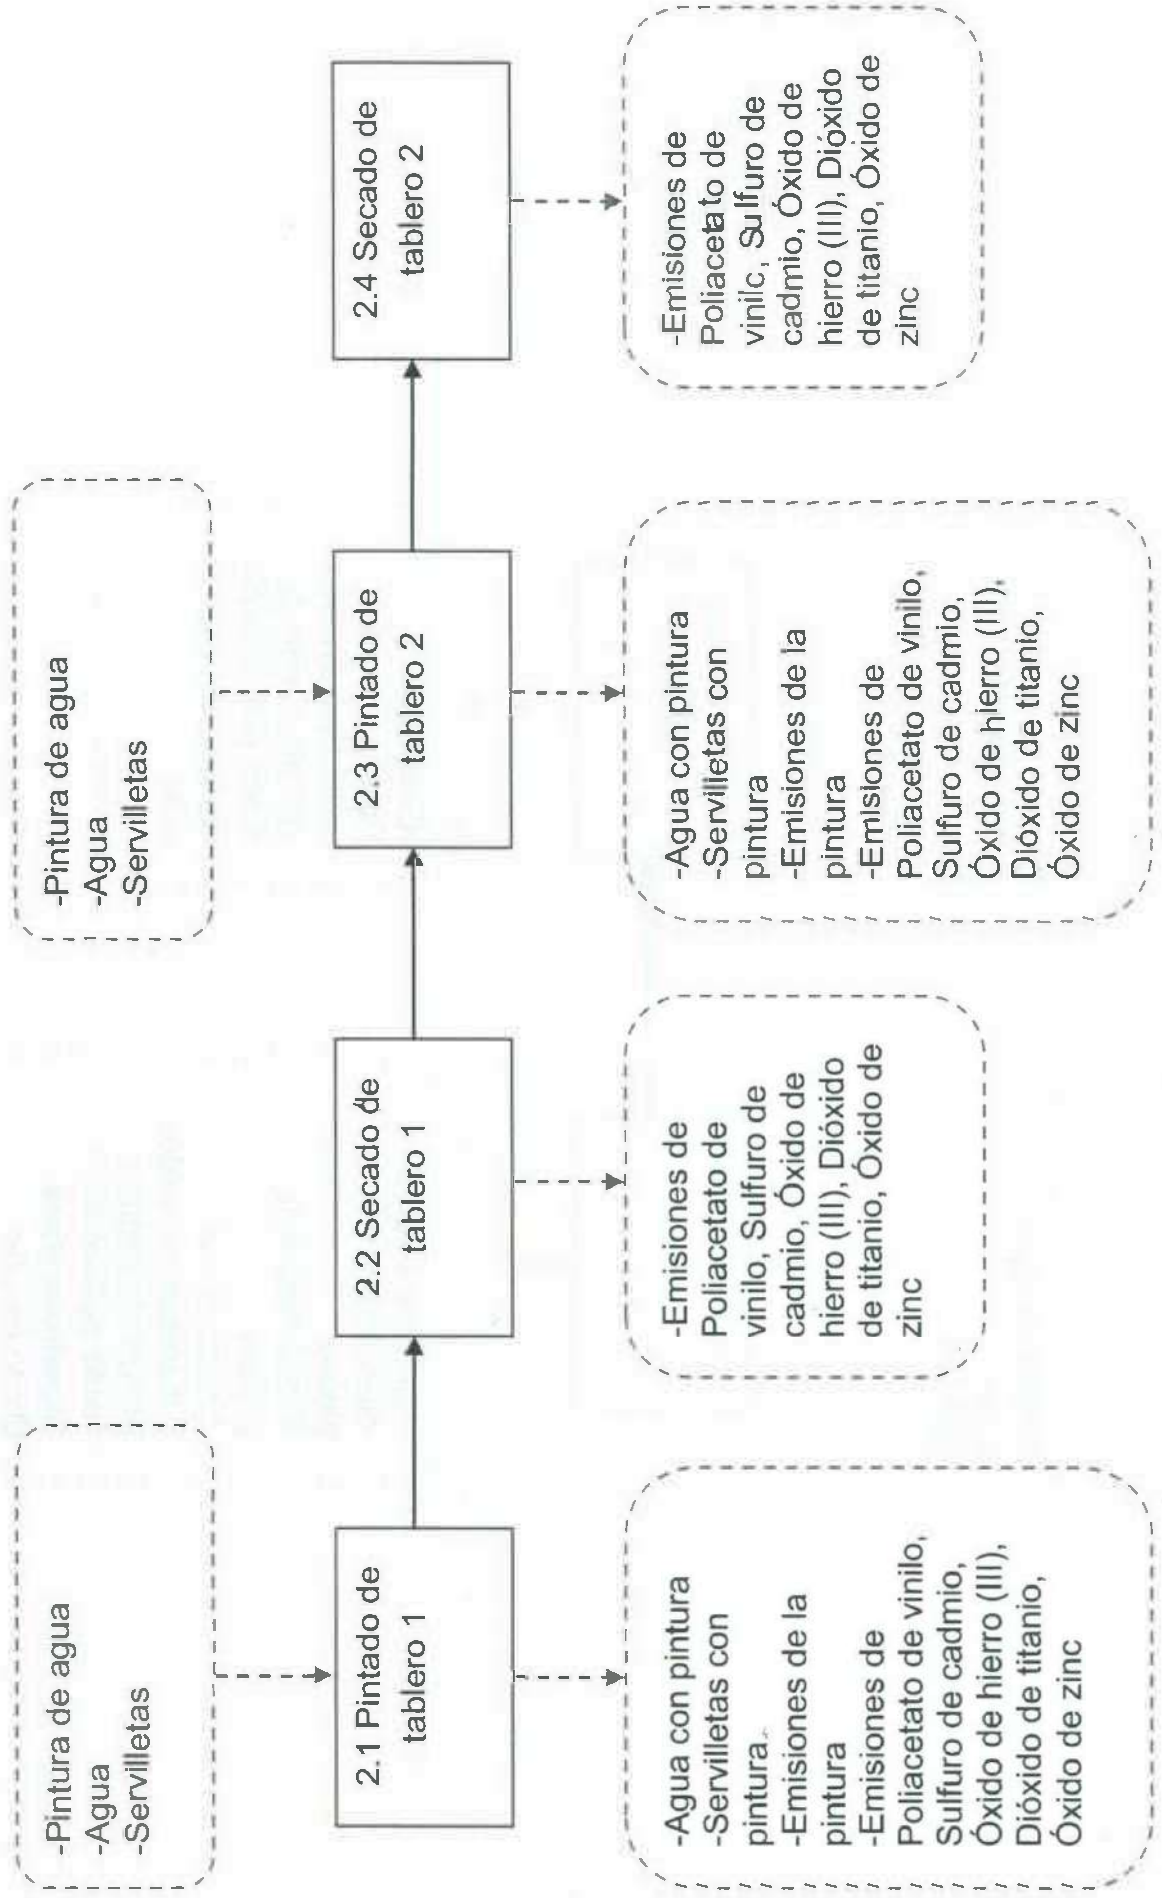 -Pintura de agua
-Agua
-Servilletas
-Pintura de agua
-Agua
-Servilletas
2.1 Pintado de
tablero 1
2.2 Secado de
tablero 1
2.3 Pintado de
tablero 2
2.4 Secado de
tablero 2
-Agua con pintura
-Servilletas con
pintura
-Emisiones de la
pintura
-Emisiones de
Poliacetato de vinilo,
Sulfuro de cadmio,
Óxido de hierro (III),
Dióxido de titanio,
Óxido de zinc
-Emisiones de
Poliacetato de
vinilo, Sulfuro de
cadmio, Óxido de
hierro (III), Dióxido
de titanio, Óxido de
zinc
-Agua con pintura
-Servilletas con
pintura
-Emisiones de la
pintura
-Emisiones de
Poliacetato de vinilo,
Sulfuro de cadmio,
Óxido de hierro (III),
Dióxido de titanio,
Óxido de zinc
-Emisiones de
Poliacetato de
vinilc, Sulfuro de
cadmio, Óxido de
hierro (III), Dióxido
de titanio, Óxido de
zinc